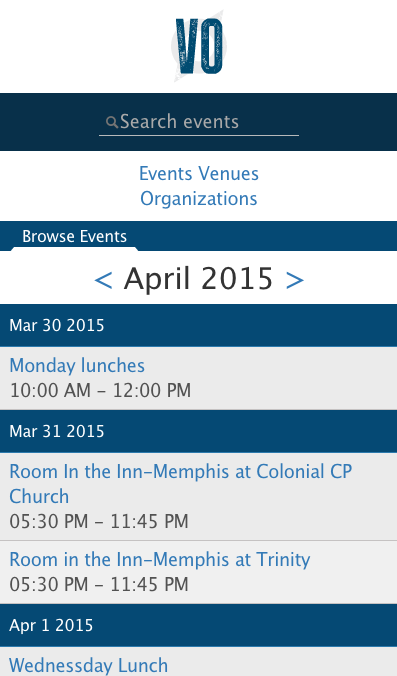 VO
Search events
Events Venues
Organizations
Browse Events
< April 2015 >
Mar 30 2015
Monday lunches
10:00 AM - 12:00 PM
Mar 31 2015
Room In the Inn-Memphis at Colonial CP
Church
05:30 PM - 11:45 PM
Room in the Inn-Memphis at Trinity
05:30 PM - 11:45 PM
Apr 1 2015
Wednessday Lunch